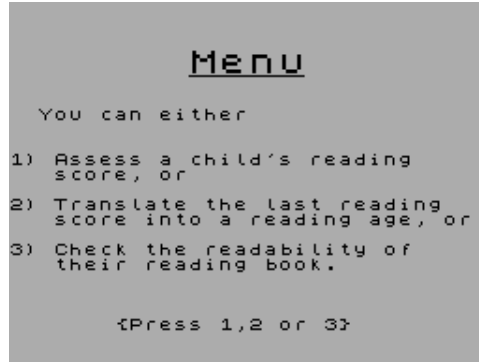 Menu
You can either
1) Assess a child's reading
score, or
2) Translate the last reading
score into a reading age, or
3) Check the readability of
their reading book.
{Press 1,2 or 3}